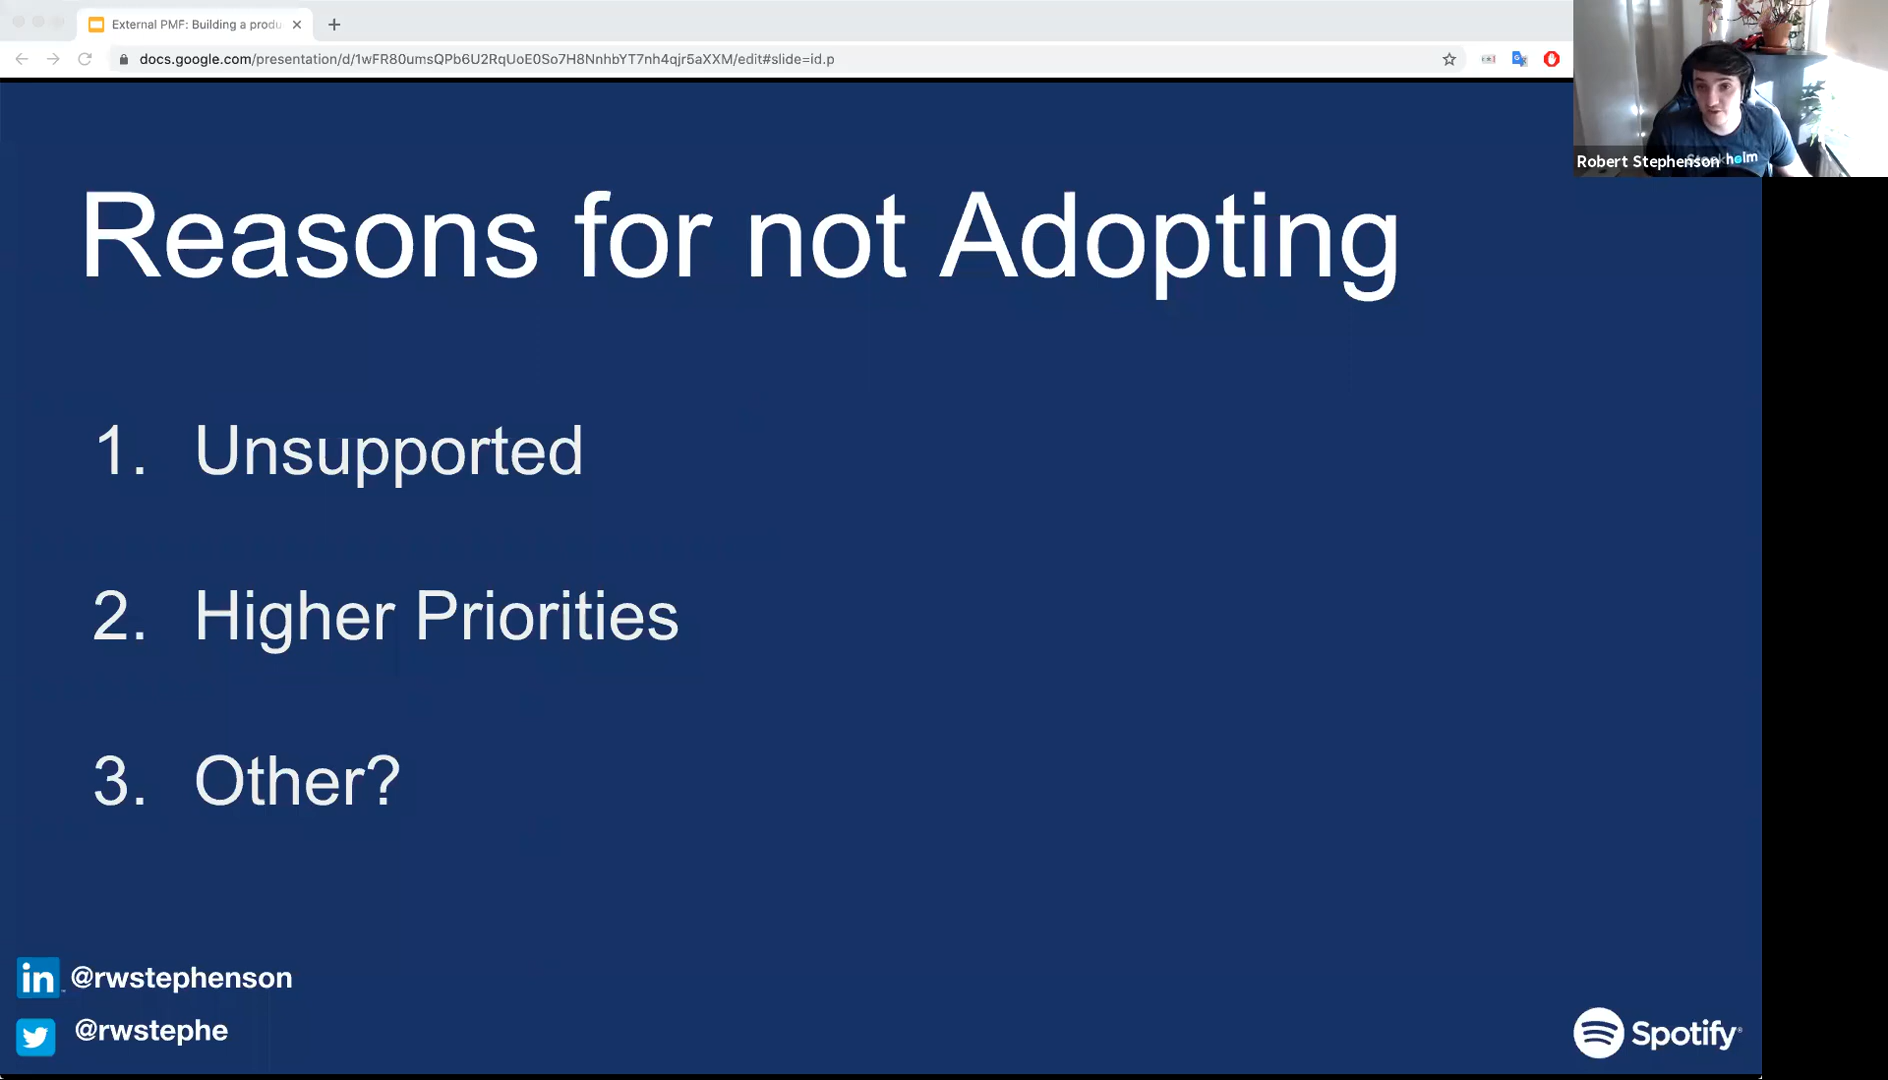 External PMF: Building a produ
docs.google.com/presentation/d/1wFR80umsQPb6U2RqUoE0So7H8NnhbYT7nh4qjr5aXXM/edit#slide=id.p
Robert Stephenson
Reasons for not Adopting
1. Unsupported
2. Higher Priorities
3. Other?
in @rwstephenson
@rwstephe
Spotify